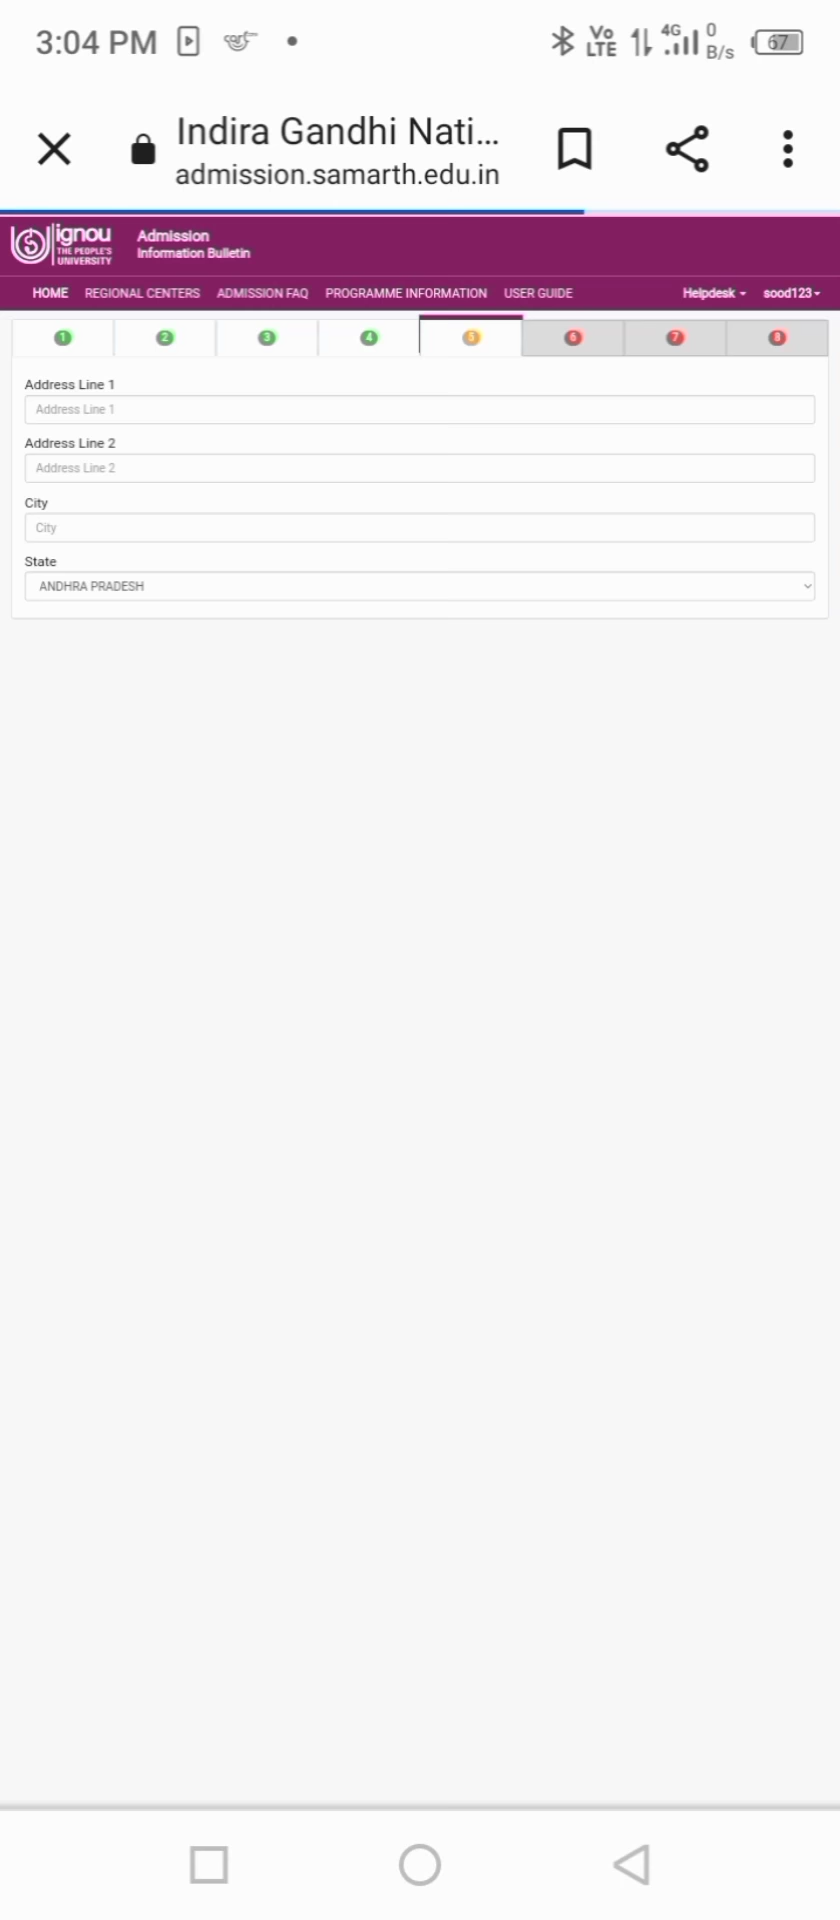 3:04 PM
Vo LTE 4G 0 B/s 67
Indira Gandhi Nati...
admission.samarth.edu.in
ignou
THE PEOPLE'S
UNIVERSITY
Admission
Information Bulletin
HOME REGIONAL CENTERS ADMISSION FAQ PROGRAMME INFORMATION USER GUIDE Helpdesk sood123
1 2 3 4 5 6 7 8
Address Line 1
Address Line 1
Address Line 2
Address Line 2
City
City
State
ANDHRA PRADESH